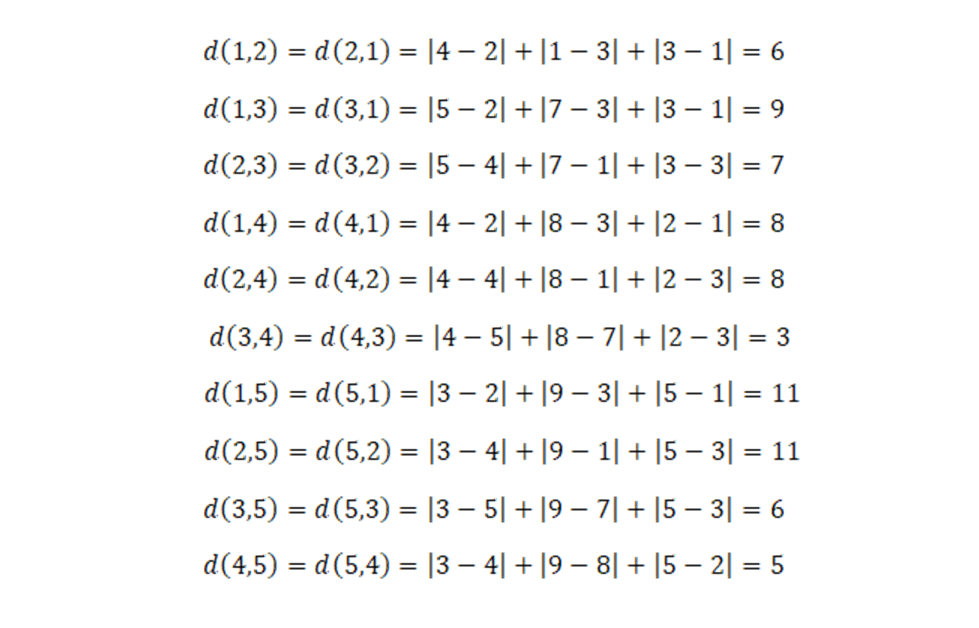 d(1,2) = d(2,1) = |4 − 2| + |1 − 3| + |3 − 1| = 6
d(1,3) = d(3,1) = |5 − 2| + |7 − 3| + |3 − 1| = 9
d(2,3) = d(3,2) = |5 − 4| + |7 − 1| + |3 − 3| = 7
d(1,4) = d(4,1) = |4 − 2| + |8 − 3| + |2 − 1| = 8
d(2,4) = d(4,2) = |4 − 4| + |8 − 1| + |2 − 3| = 8
d(3,4) = d(4,3) = |4 − 5| + |8 − 7| + |2 − 3| = 3
d(1,5) = d(5,1) = |3 − 2| + |9 − 3| + |5 − 1| = 11
d(2,5) = d(5,2) = |3 − 4| + |9 − 1| + |5 − 3| = 11
d(3,5) = d(5,3) = |3 − 5| + |9 − 7| + |5 − 3| = 6
d(4,5) = d(5,4) = |3 − 4| + |9 − 8| + |5 − 2| = 5